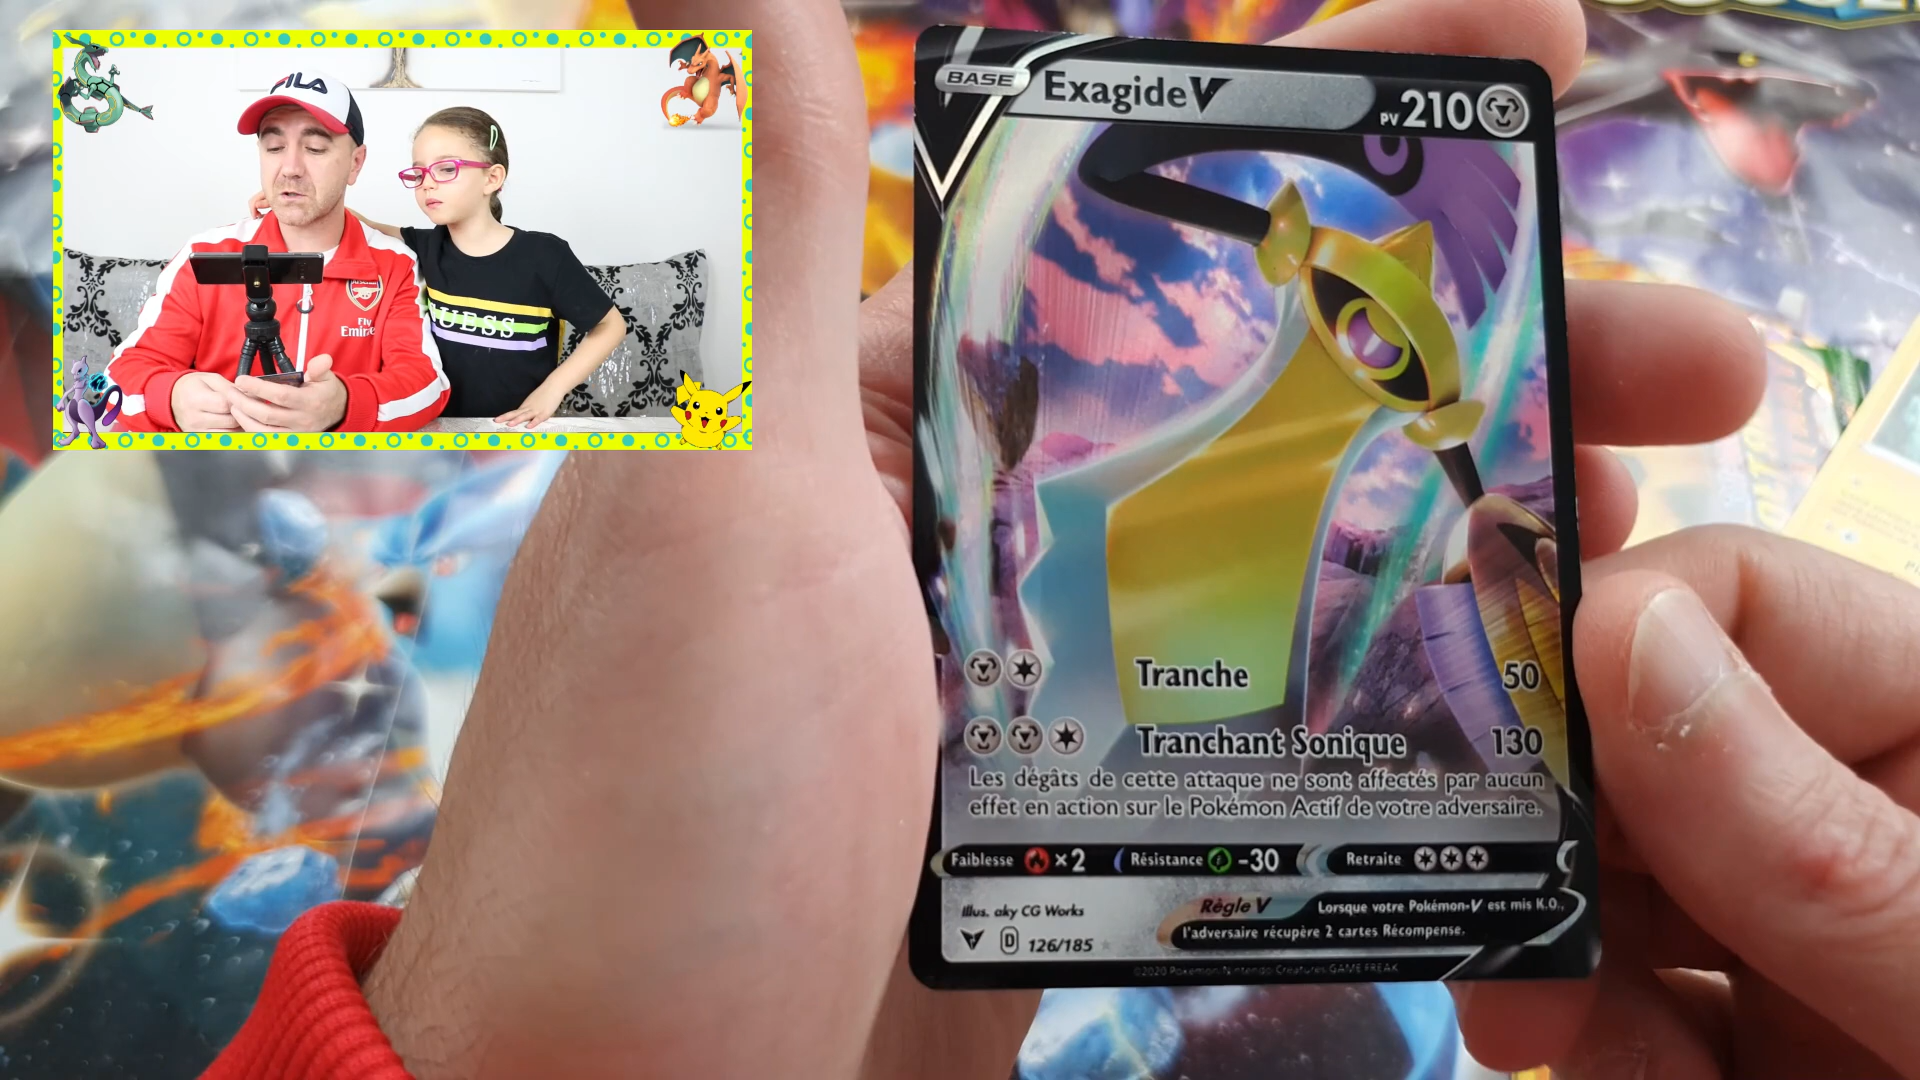 FILA
Fly
Emirates
GUESS
BASE
Exagide V
PV 210
Tranche 50
Tranchant Sonique 130
Les dégâts de cette attaque ne sont affectés par aucun
effet en action sur le Pokémon Actif de votre adversaire.
Faiblesse ×2 Résistance -30 Retraite
Illus. aky CG Works
Règle V Lorsque votre Pokémon-V est mis K.O.,
l'adversaire récupère 2 cartes Récompense.
D 126/185
©2020 Pokémon/Nintendo/Creatures/GAME FREAK